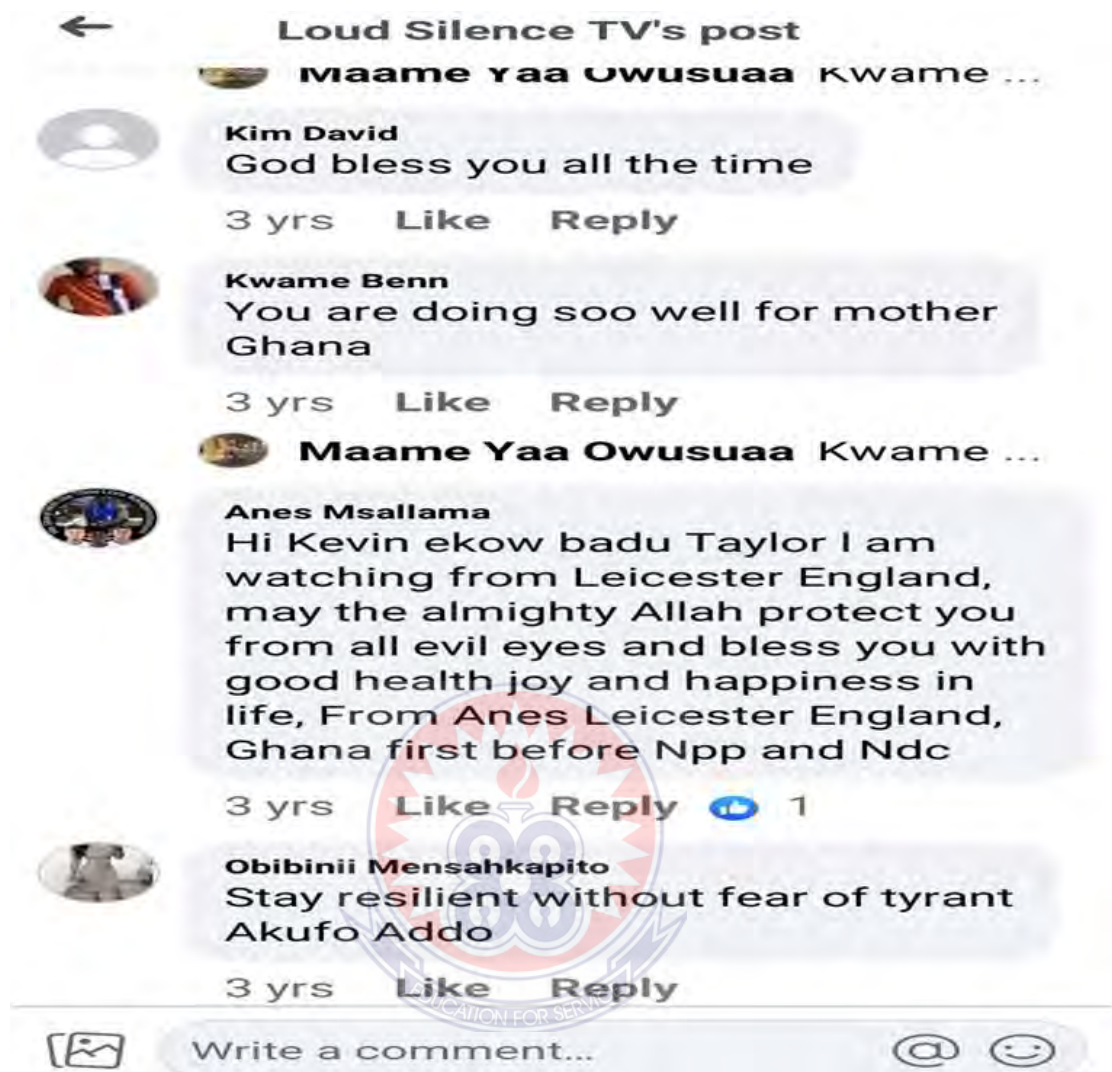 Loud Silence TV's post
Maame Yaa Owusuaa Kwame ...
Kim David
God bless you all the time
3 yrs Like Reply
Kwame Benn
You are doing soo well for mother
Ghana
3 yrs Like Reply
Maame Yaa Owusuaa Kwame ...
Anes Msallama
Hi Kevin ekow badu Taylor I am
watching from Leicester England,
may the almighty Allah protect you
from all evil eyes and bless you with
good health joy and happiness in
life, From Anes Leicester England,
Ghana first before Npp and Ndc
3 yrs Like Reply 1
Obibinii Mensahkapito
Stay resilient without fear of tyrant
Akufo Addo
3 yrs Like Reply
EDUCATION FOR SERVICE
Write a comment...